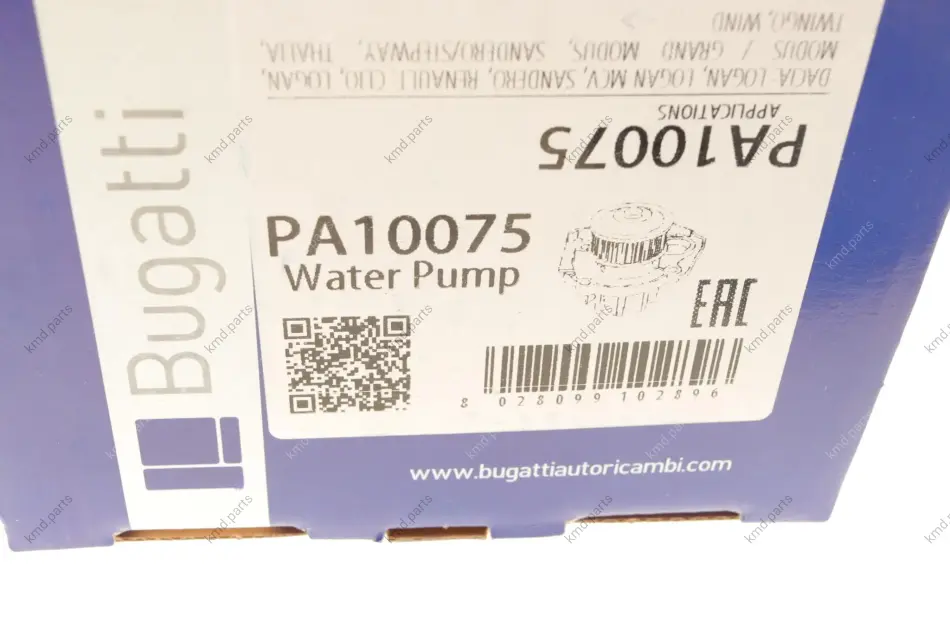 Bugatti
PA10075
Water Pump
EAC
8 028099 102896
www.bugattiautoricambi.com
PA10075
APPLICATIONS
DACIA LOGAN, LOGAN MCV, SANDERO, RENAULT CLIO, LOGAN,
MODUS / GRAND MODUS, SANDERO/STEPWAY, THALIA,
TWINGO, WIND
kmd.parts